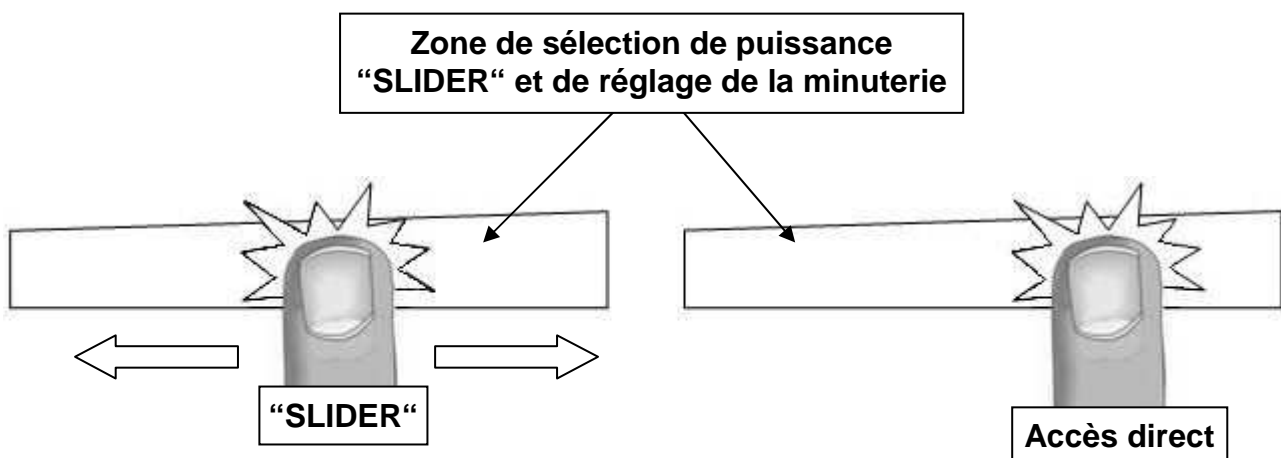 Zone de sélection de puissance
“SLIDER“ et de réglage de la minuterie
“SLIDER“
Accès direct